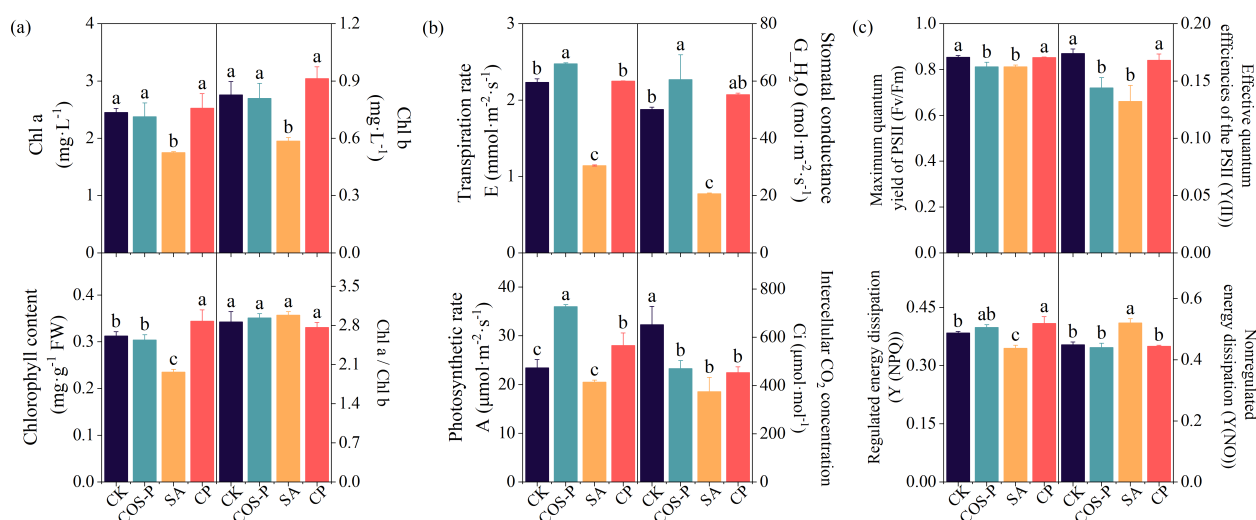 (a)
4
3
2
1
0
Chl a
(mg·L⁻¹)
a
a
b
a
a
a
b
a
1.2
0.9
0.6
0.3
0.0
Chl b
(mg·L⁻¹)
0.4
0.3
0.2
0.1
0.0
Chlorophyll content
(mg·g⁻¹ FW)
b
b
c
a
a
a
a
a
3.5
2.8
2.1
1.4
0.7
0.0
Chl a / Chl b
CK
COS-P
SA
CP
CK
COS-P
SA
CP
(b)
3
2
1
0
Transpiration rate
E (mmol·m⁻²·s⁻¹)
b
a
c
b
b
a
c
ab
80
60
40
20
0
Stomatal conductance
G_H₂O (mol·m⁻²·s⁻¹)
40
30
20
10
0
Photosynthetic rate
A (μmol·m⁻²·s⁻¹)
c
a
c
b
a
b
c
b
800
600
400
200
0
Intercellular CO₂ concentration
Ci (μmol·mol⁻¹)
CK
COS-P
SA
CP
CK
COS-P
SA
CP
(c)
1.0
0.8
0.6
0.4
0.2
0.0
Maximum quantum
yield of PSII (Fv/Fm)
a
b
b
a
a
b
b
a
0.20
0.15
0.10
0.05
0.00
Effective quantum
efficiencies of the PSII (Y(II))
0.45
0.30
0.15
0.00
Regulated energy dissipation
(Y (NPQ))
b
ab
c
a
b
b
a
b
0.6
0.4
0.2
0.0
Nonregulated
energy dissipation (Y(NO))
CK
COS-P
SA
CP
CK
COS-P
SA
CP